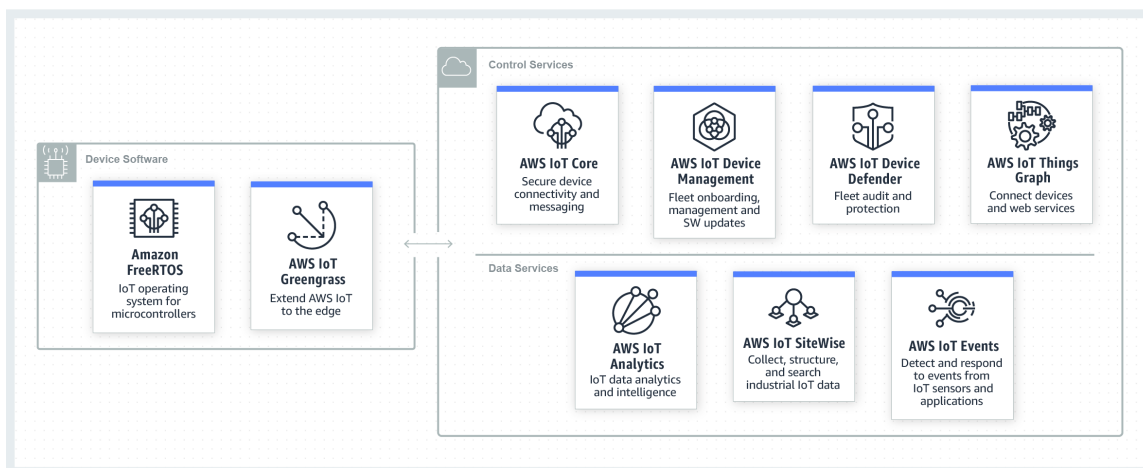 Control Services
AWS IoT Core
Secure device
connectivity and
messaging
AWS IoT Device
Management
Fleet onboarding,
management and
SW updates
AWS IoT Device
Defender
Fleet audit and
protection
AWS IoT Things
Graph
Connect devices
and web services
Device Software
Amazon
FreeRTOS
IoT operating
system for
microcontrollers
AWS IoT
Greengrass
Extend AWS IoT
to the edge
Data Services
AWS IoT
Analytics
IoT data analytics
and intelligence
AWS IoT SiteWise
Collect, structure,
and search
industrial IoT data
AWS IoT Events
Detect and respond
to events from
IoT sensors and
applications